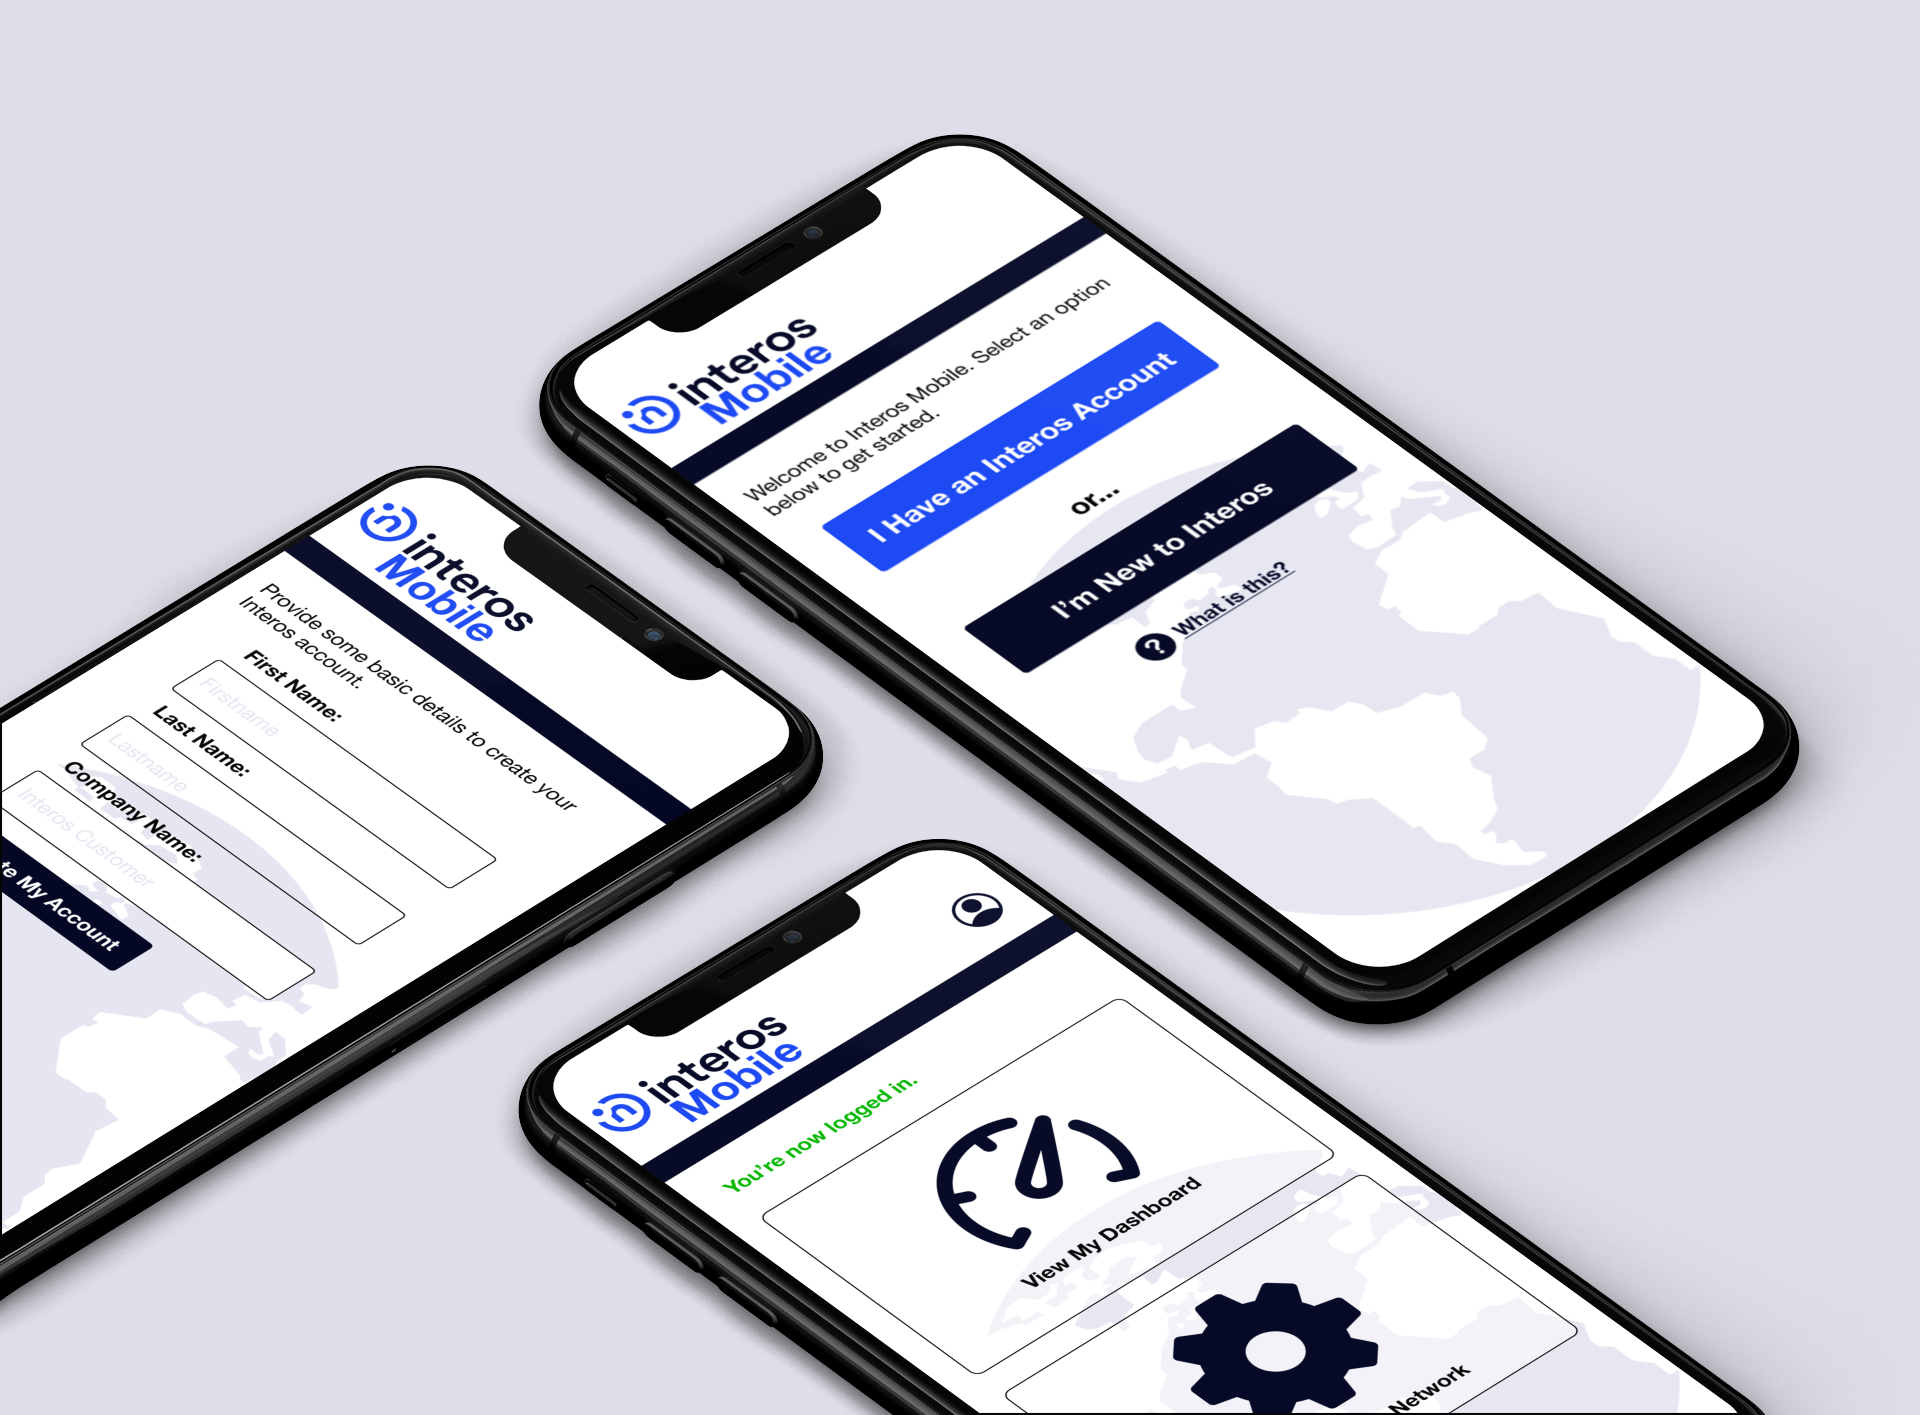 interos
Mobile
Welcome to Interos Mobile. Select an option
below to get started.
I Have an Interos Account
or...
I'm New to Interos
? What is this?
interos
Mobile
Provide some basic details to create your
Interos account.
First Name:
Firstname
Last Name:
Lastname
Company Name:
Interos Customer
te My Account
interos
Mobile
You're now logged in.
View My Dashboard
Network